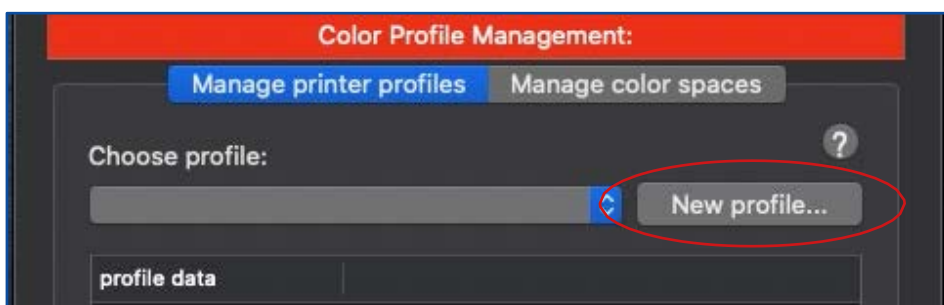 Color Profile Management:
Manage printer profiles Manage color spaces
?
Choose profile:
New profile...
profile data